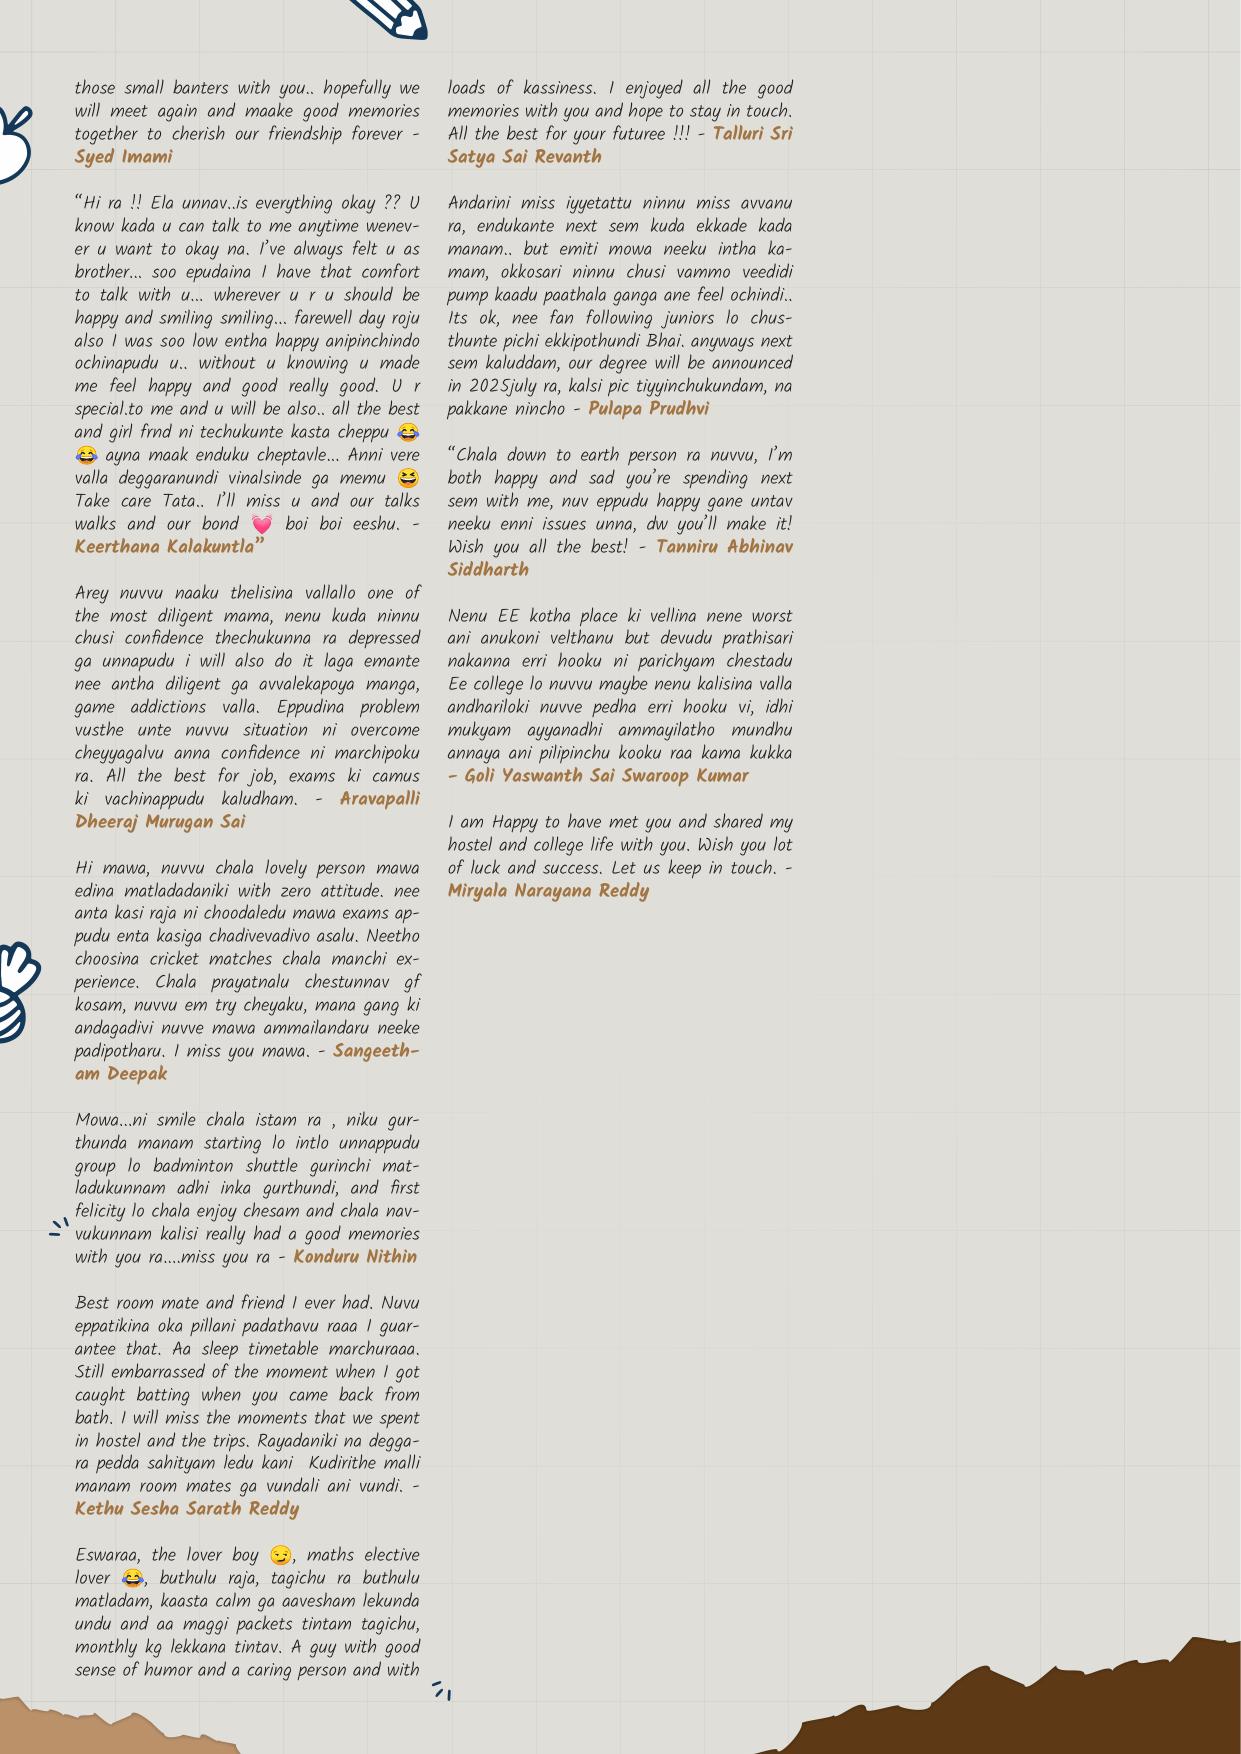 those small banters with you.. hopefully we
will meet again and maake good memories
together to cherish our friendship forever -
Syed Imami
“Hi ra !! Ela unnav..is everything okay ?? U
know kada u can talk to me anytime wenev-
er u want to okay na. I’ve always felt u as
brother... soo epudaina I have that comfort
to talk with u... wherever u r u should be
happy and smiling smiling... farewell day roju
also I was soo low entha happy anipinchindo
ochinapudu u.. without u knowing u made
me feel happy and good really good. U r
special.to me and u will be also.. all the best
and girl frnd ni techukunte kasta cheppu 😂
😂 ayna maak enduku cheptavle... Anni vere
valla deggaranundi vinalsinde ga memu 😆
Take care Tata.. I’ll miss u and our talks
walks and our bond 💓 boi boi eeshu. -
Keerthana Kalakuntla”
Arey nuvvu naaku thelisina vallallo one of
the most diligent mama, nenu kuda ninnu
chusi confidence thechukunna ra depressed
ga unnapudu i will also do it laga emante
nee antha diligent ga avvalekapoya manga,
game addictions valla. Eppudina problem
vusthe unte nuvvu situation ni overcome
cheyyagalvu anna confidence ni marchipoku
ra. All the best for job, exams ki camus
ki vachinappudu kaludham. - Aravapalli
Dheeraj Murugan Sai
Hi mawa, nuvvu chala lovely person mawa
edina matladadaniki with zero attitude. nee
anta kasi raja ni choodaledu mawa exams ap-
pudu enta kasiga chadivevadivo asalu. Neetho
choosina cricket matches chala manchi ex-
perience. Chala prayatnalu chestunnav gf
kosam, nuvvu em try cheyaku, mana gang ki
andagadivi nuvve mawa ammailandaru neeke
padipotharu. I miss you mawa. - Sangeeth-
am Deepak
Mowa...ni smile chala istam ra , niku gur-
thunda manam starting lo intlo unnappudu
group lo badminton shuttle gurinchi mat-
ladukunnam adhi inka gurthundi, and first
felicity lo chala enjoy chesam and chala nav-
vukunnam kalisi really had a good memories
with you ra....miss you ra - Konduru Nithin
Best room mate and friend I ever had. Nuvu
eppatikina oka pillani padathavu raaa I guar-
antee that. Aa sleep timetable marchuraaa.
Still embarrassed of the moment when I got
caught batting when you came back from
bath. I will miss the moments that we spent
in hostel and the trips. Rayadaniki na degga-
ra pedda sahityam ledu kani  Kudirithe malli
manam room mates ga vundali ani vundi. -
Kethu Sesha Sarath Reddy
Eswaraa, the lover boy 😏, maths elective
lover 😂, buthulu raja, tagichu ra buthulu
matladam, kaasta calm ga aavesham lekunda
undu and aa maggi packets tintam tagichu,
monthly kg lekkana tintav. A guy with good
sense of humor and a caring person and with
loads of kassiness. I enjoyed all the good
memories with you and hope to stay in touch.
All the best for your futuree !!! - Talluri Sri
Satya Sai Revanth
Andarini miss iyyetattu ninnu miss avvanu
ra, endukante next sem kuda ekkade kada
manam.. but emiti mowa neeku intha ka-
mam, okkosari ninnu chusi vammo veedidi
pump kaadu paathala ganga ane feel ochindi..
Its ok, nee fan following juniors lo chus-
thunte pichi ekkipothundi Bhai. anyways next
sem kaluddam, our degree will be announced
in 2025july ra, kalsi pic tiyyinchukundam, na
pakkane nincho - Pulapa Prudhvi
“Chala down to earth person ra nuvvu, I’m
both happy and sad you’re spending next
sem with me, nuv eppudu happy gane untav
neeku enni issues unna, dw you’ll make it!
Wish you all the best! - Tanniru Abhinav
Siddharth
Nenu EE kotha place ki vellina nene worst
ani anukoni velthanu but devudu prathisari
nakanna erri hooku ni parichyam chestadu
Ee college lo nuvvu maybe nenu kalisina valla
andhariloki nuvve pedha erri hooku vi, idhi
mukyam ayyanadhi ammayilatho mundhu
annaya ani pilipinchu kooku raa kama kukka
- Goli Yaswanth Sai Swaroop Kumar
I am Happy to have met you and shared my
hostel and college life with you. Wish you lot
of luck and success. Let us keep in touch. -
Miryala Narayana Reddy